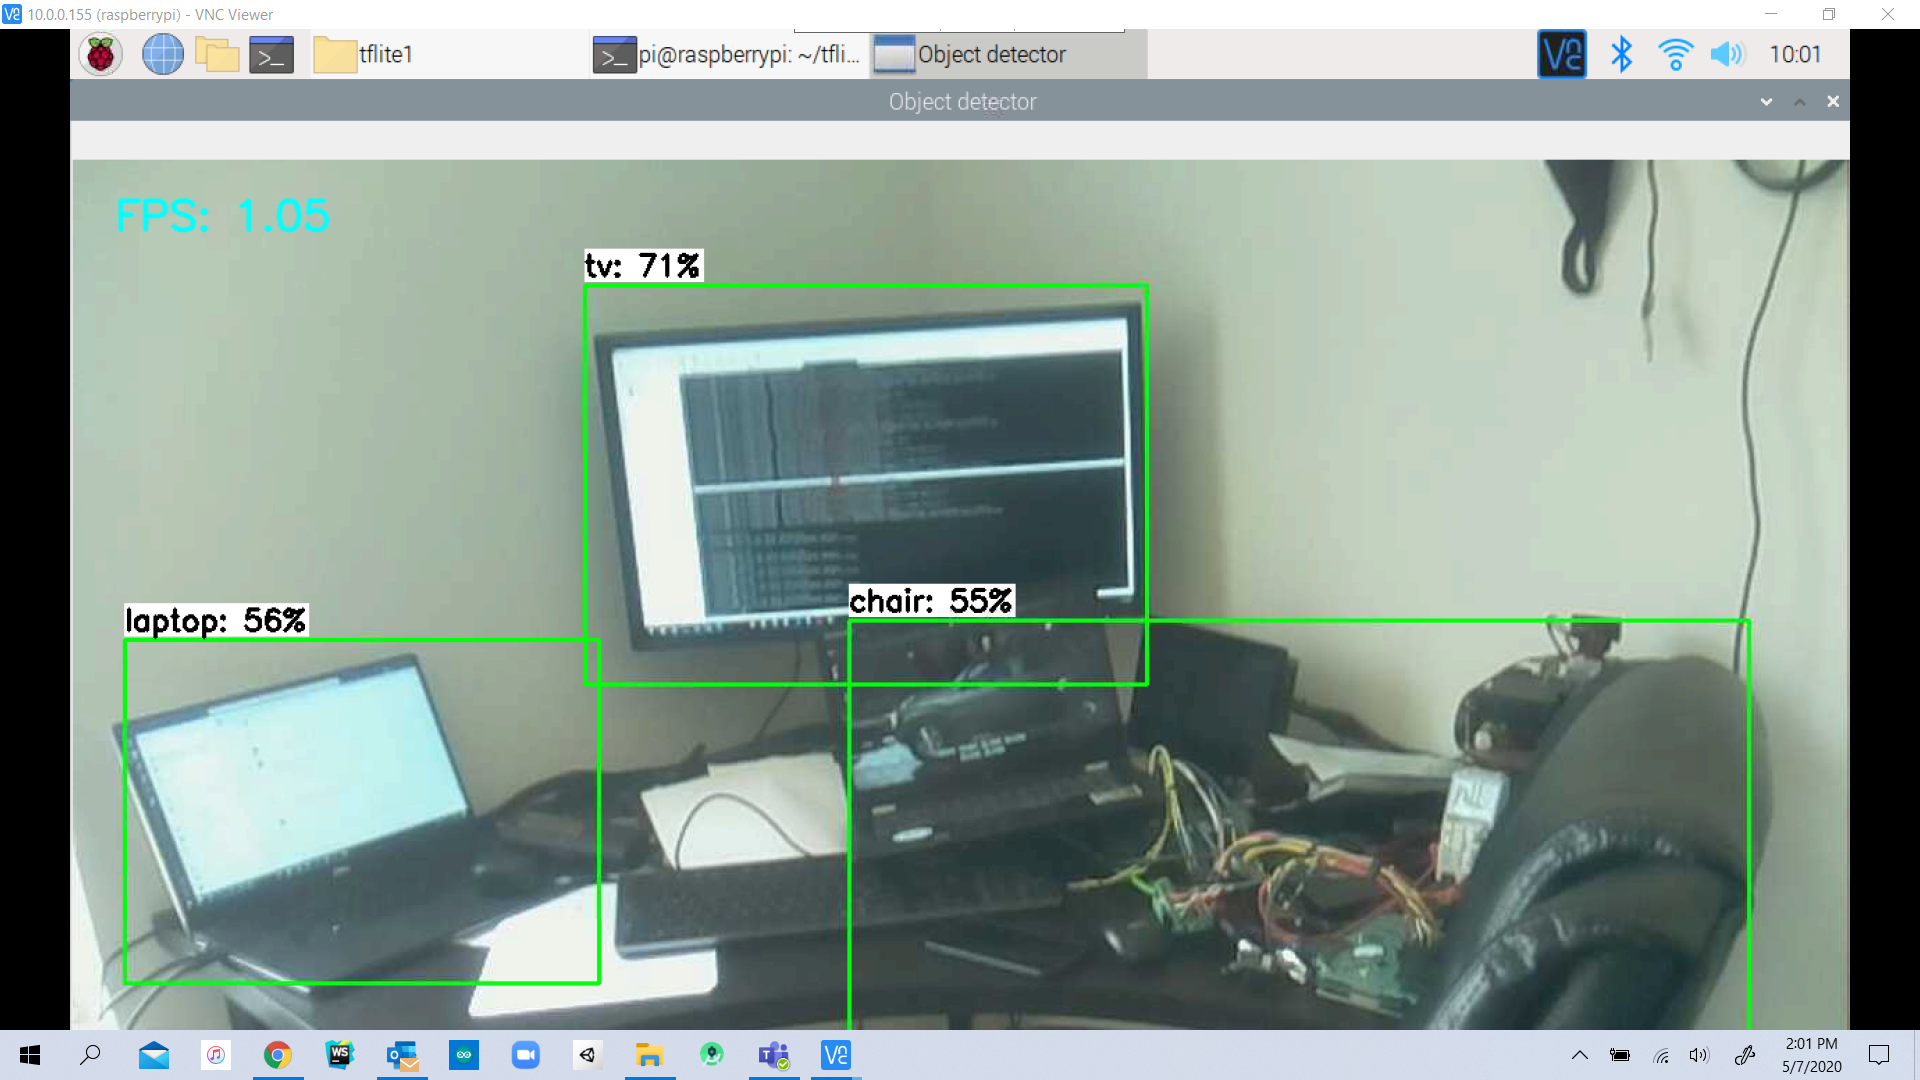 10.0.0.155 (raspberrypi) - VNC Viewer
tflite1
pi@raspberrypi: ~/tfli...
Object detector
10:01
Object detector
FPS: 1.05
tv: 71%
chair: 55%
laptop: 56%
WS
2:01 PM
5/7/2020